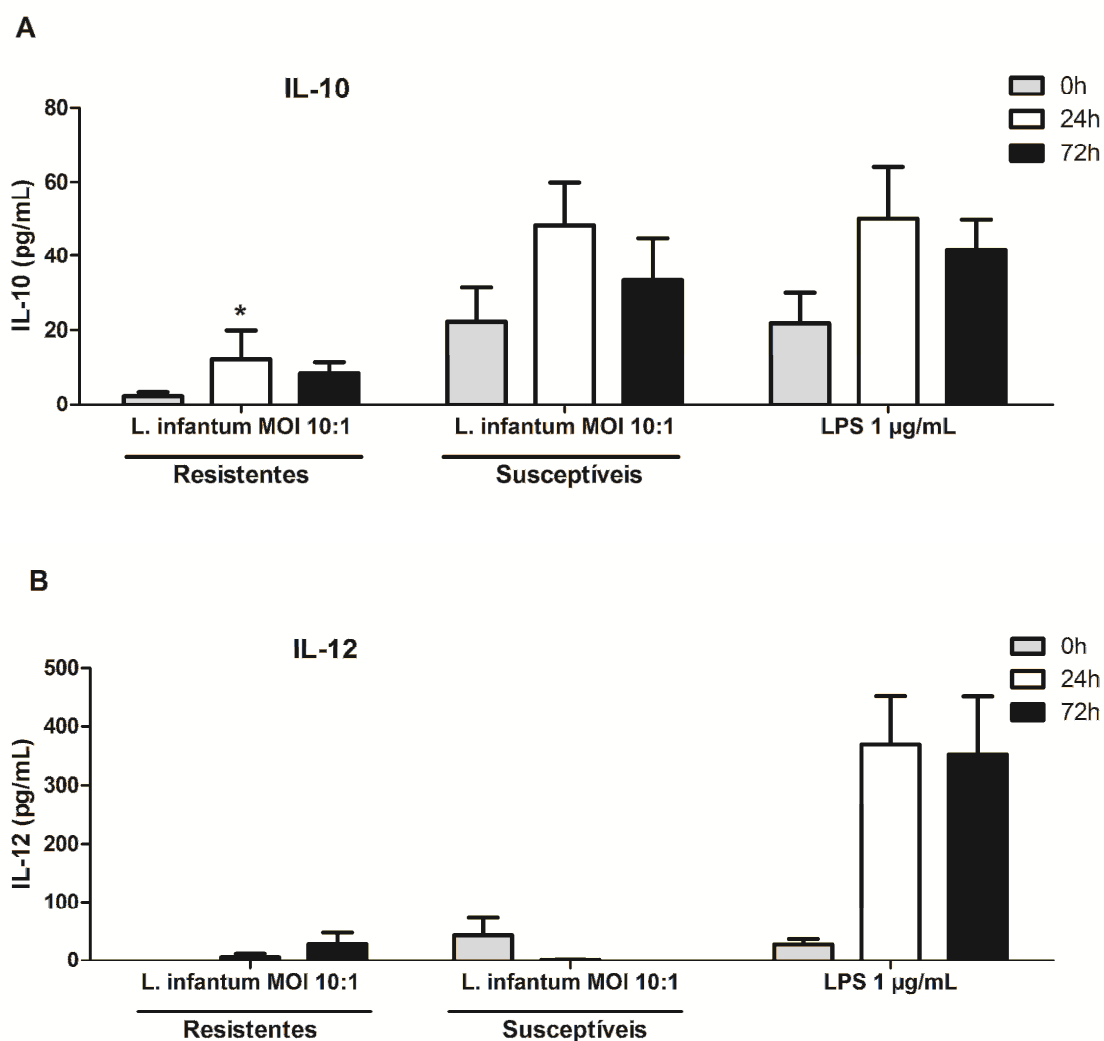 A
IL-10
0h
24h
72h
80
60
40
20
0
IL-10 (pg/mL)
*
L. infantum MOI 10:1
L. infantum MOI 10:1
LPS 1 µg/mL
Resistentes
Susceptíveis
B
IL-12
0h
24h
72h
500
400
300
200
100
0
IL-12 (pg/mL)
L. infantum MOI 10:1
L. infantum MOI 10:1
LPS 1 µg/mL
Resistentes
Susceptíveis